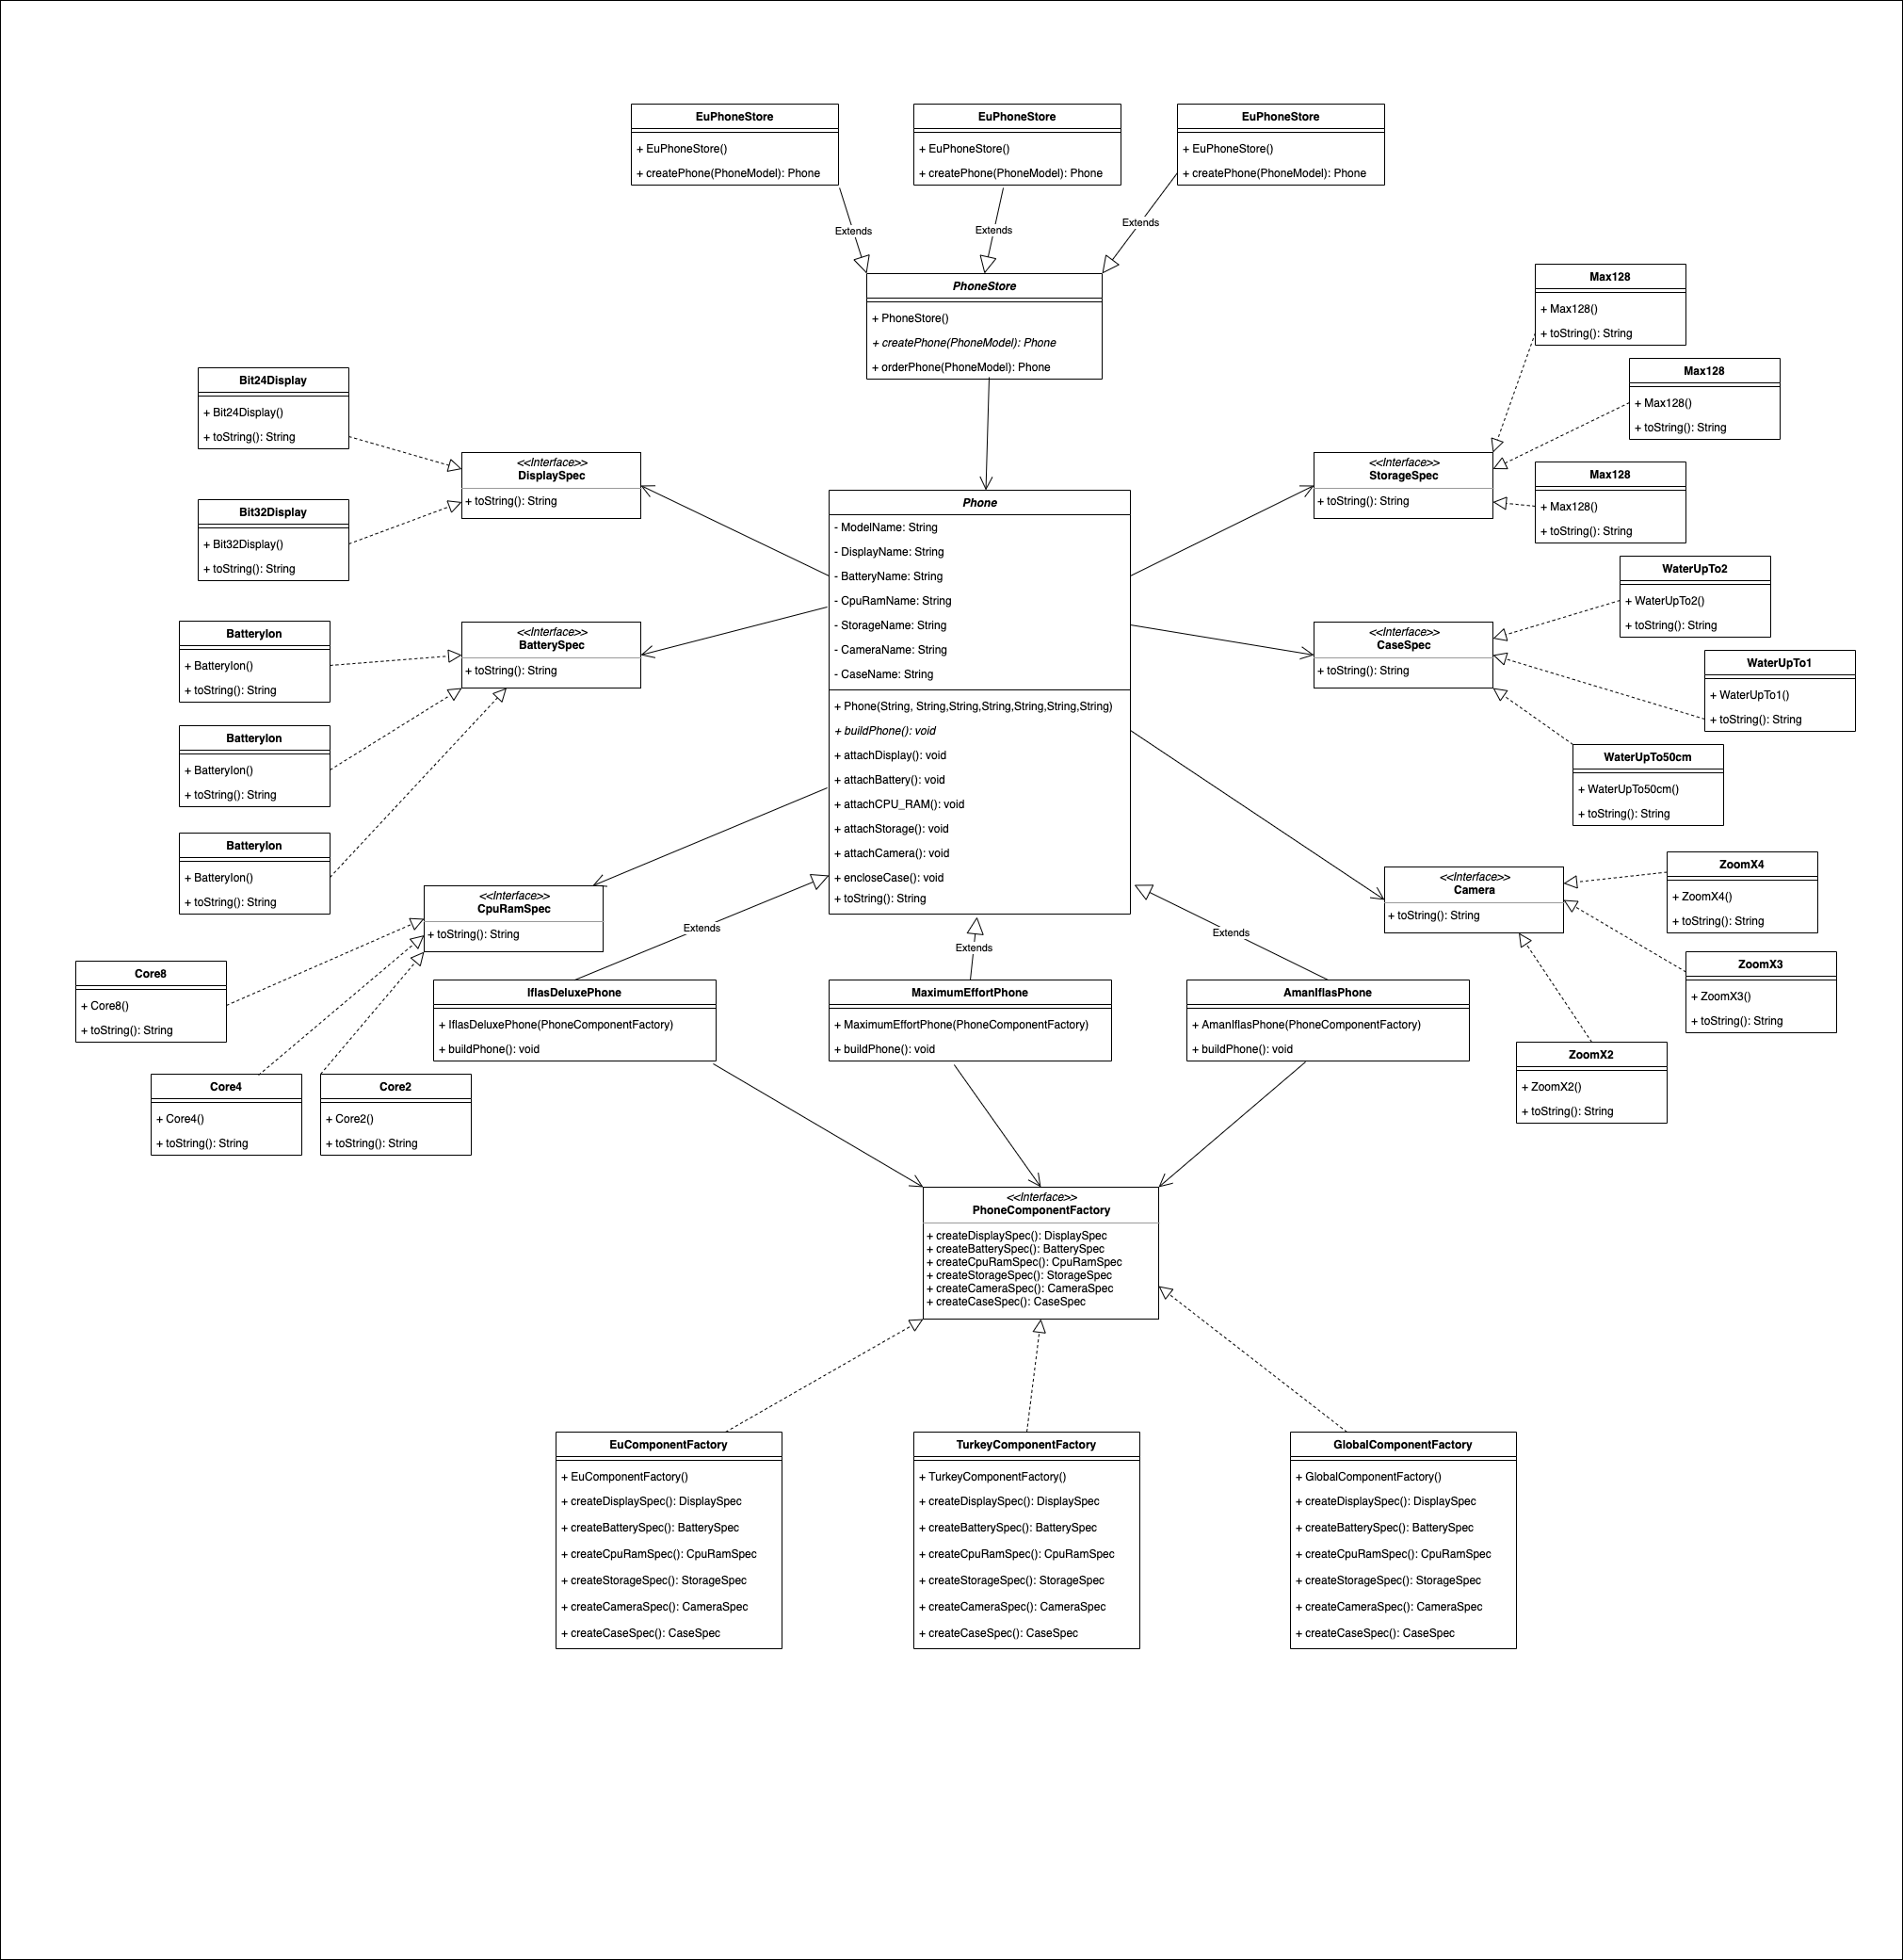 EuPhoneStore
+ EuPhoneStore()
+ createPhone(PhoneModel): Phone
EuPhoneStore
+ EuPhoneStore()
+ createPhone(PhoneModel): Phone
EuPhoneStore
+ EuPhoneStore()
+ createPhone(PhoneModel): Phone
Extends
Extends
Extends
PhoneStore
+ PhoneStore()
+ createPhone(PhoneModel): Phone
+ orderPhone(PhoneModel): Phone
Max128
+ Max128()
+ toString(): String
Max128
+ Max128()
+ toString(): String
Max128
+ Max128()
+ toString(): String
Bit24Display
+ Bit24Display()
+ toString(): String
Bit32Display
+ Bit32Display()
+ toString(): String
<<Interface>>
DisplaySpec
+ toString(): String
<<Interface>>
StorageSpec
+ toString(): String
Phone
- ModelName: String
- DisplayName: String
- BatteryName: String
- CpuRamName: String
- StorageName: String
- CameraName: String
- CaseName: String
+ Phone(String, String,String,String,String,String,String)
+ buildPhone(): void
+ attachDisplay(): void
+ attachBattery(): void
+ attachCPU_RAM(): void
+ attachStorage(): void
+ attachCamera(): void
+ encloseCase(): void
+ toString(): String
BatteryIon
+ BatteryIon()
+ toString(): String
BatteryIon
+ BatteryIon()
+ toString(): String
BatteryIon
+ BatteryIon()
+ toString(): String
<<Interface>>
BatterySpec
+ toString(): String
<<Interface>>
CaseSpec
+ toString(): String
WaterUpTo2
+ WaterUpTo2()
+ toString(): String
WaterUpTo1
+ WaterUpTo1()
+ toString(): String
WaterUpTo50cm
+ WaterUpTo50cm()
+ toString(): String
<<Interface>>
CpuRamSpec
+ toString(): String
<<Interface>>
Camera
+ toString(): String
ZoomX4
+ ZoomX4()
+ toString(): String
ZoomX3
+ ZoomX3()
+ toString(): String
ZoomX2
+ ZoomX2()
+ toString(): String
Core8
+ Core8()
+ toString(): String
Core4
+ Core4()
+ toString(): String
Core2
+ Core2()
+ toString(): String
Extends
Extends
Extends
IflasDeluxePhone
+ IflasDeluxePhone(PhoneComponentFactory)
+ buildPhone(): void
MaximumEffortPhone
+ MaximumEffortPhone(PhoneComponentFactory)
+ buildPhone(): void
AmanIflasPhone
+ AmanIflasPhone(PhoneComponentFactory)
+ buildPhone(): void
<<Interface>>
PhoneComponentFactory
+ createDisplaySpec(): DisplaySpec
+ createBatterySpec(): BatterySpec
+ createCpuRamSpec(): CpuRamSpec
+ createStorageSpec(): StorageSpec
+ createCameraSpec(): CameraSpec
+ createCaseSpec(): CaseSpec
EuComponentFactory
+ EuComponentFactory()
+ createDisplaySpec(): DisplaySpec
+ createBatterySpec(): BatterySpec
+ createCpuRamSpec(): CpuRamSpec
+ createStorageSpec(): StorageSpec
+ createCameraSpec(): CameraSpec
+ createCaseSpec(): CaseSpec
TurkeyComponentFactory
+ TurkeyComponentFactory()
+ createDisplaySpec(): DisplaySpec
+ createBatterySpec(): BatterySpec
+ createCpuRamSpec(): CpuRamSpec
+ createStorageSpec(): StorageSpec
+ createCameraSpec(): CameraSpec
+ createCaseSpec(): CaseSpec
GlobalComponentFactory
+ GlobalComponentFactory()
+ createDisplaySpec(): DisplaySpec
+ createBatterySpec(): BatterySpec
+ createCpuRamSpec(): CpuRamSpec
+ createStorageSpec(): StorageSpec
+ createCameraSpec(): CameraSpec
+ createCaseSpec(): CaseSpec